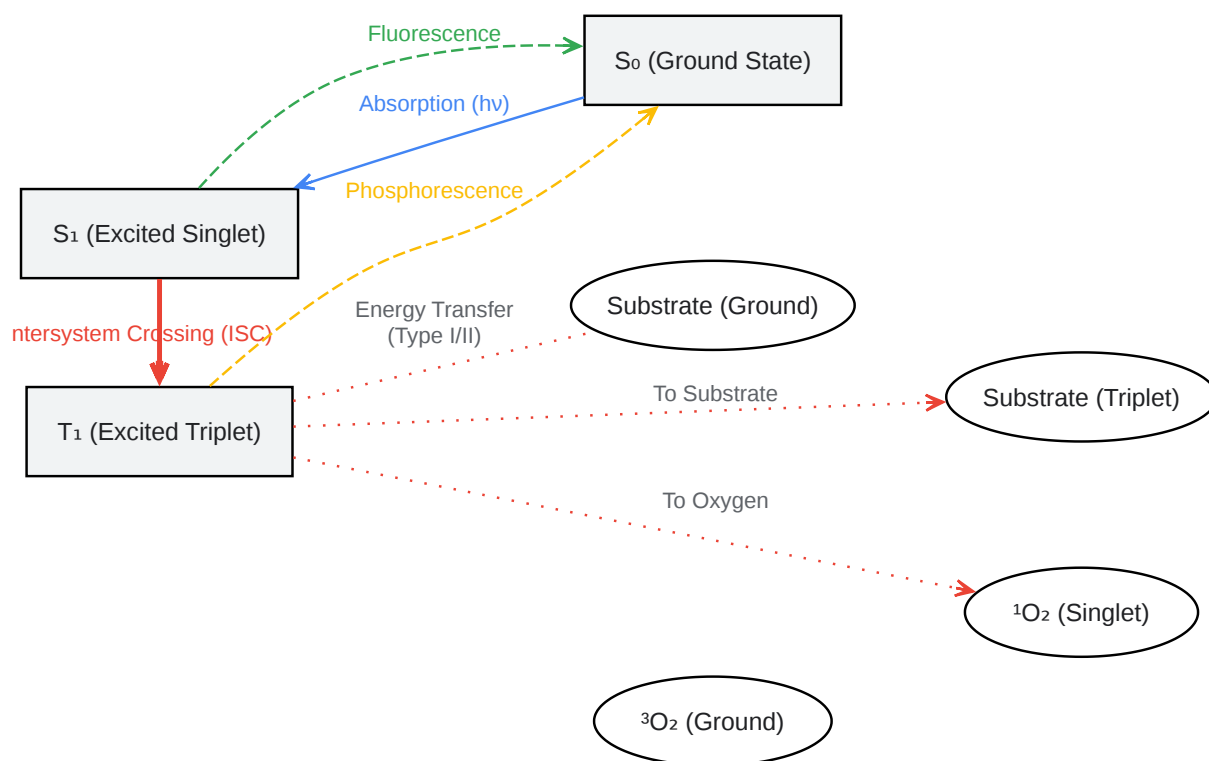 Fluorescence
S₀ (Ground State)
Absorption (hν)
Phosphorescence
S₁ (Excited Singlet)
Energy Transfer
(Type I/II)
Substrate (Ground)
ntersystem Crossing (ISC)
To Substrate
Substrate (Triplet)
T₁ (Excited Triplet)
To Oxygen
¹O₂ (Singlet)
³O₂ (Ground)